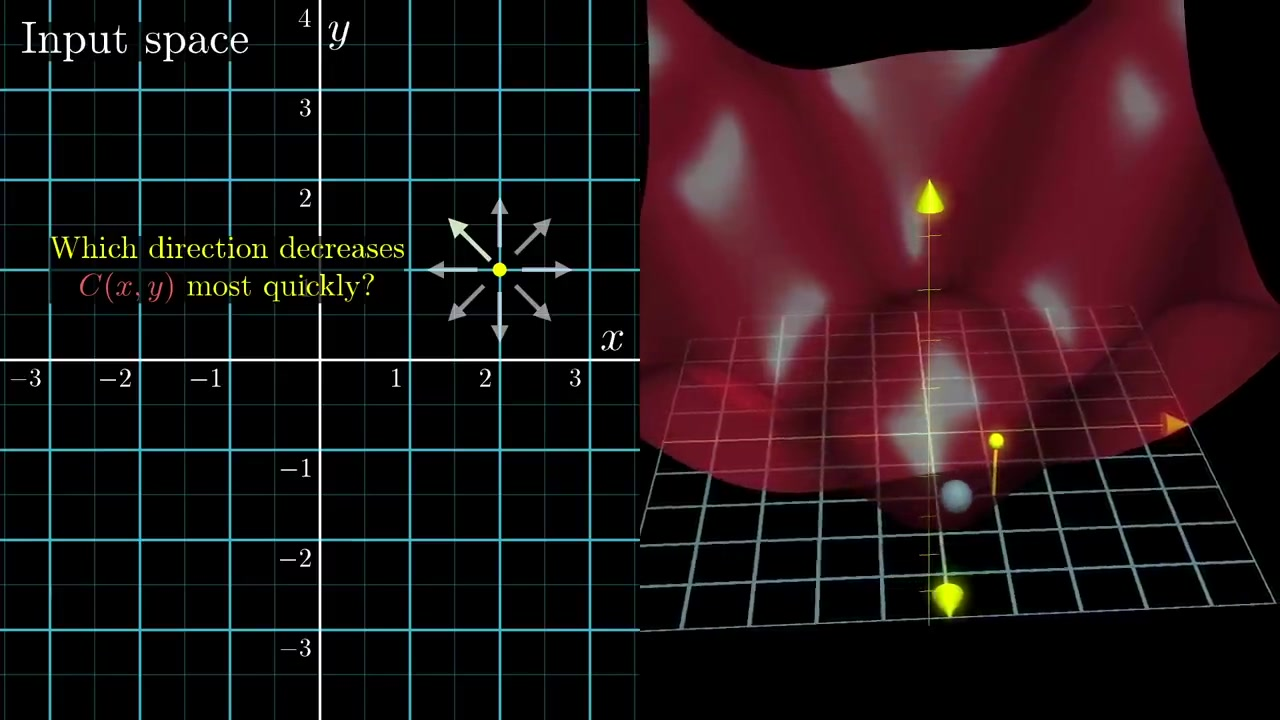 Input space
4 y
3
2
Which direction decreases
C(x, y) most quickly?
x
−3 −2 −1 1 2 3
−1
−2
−3